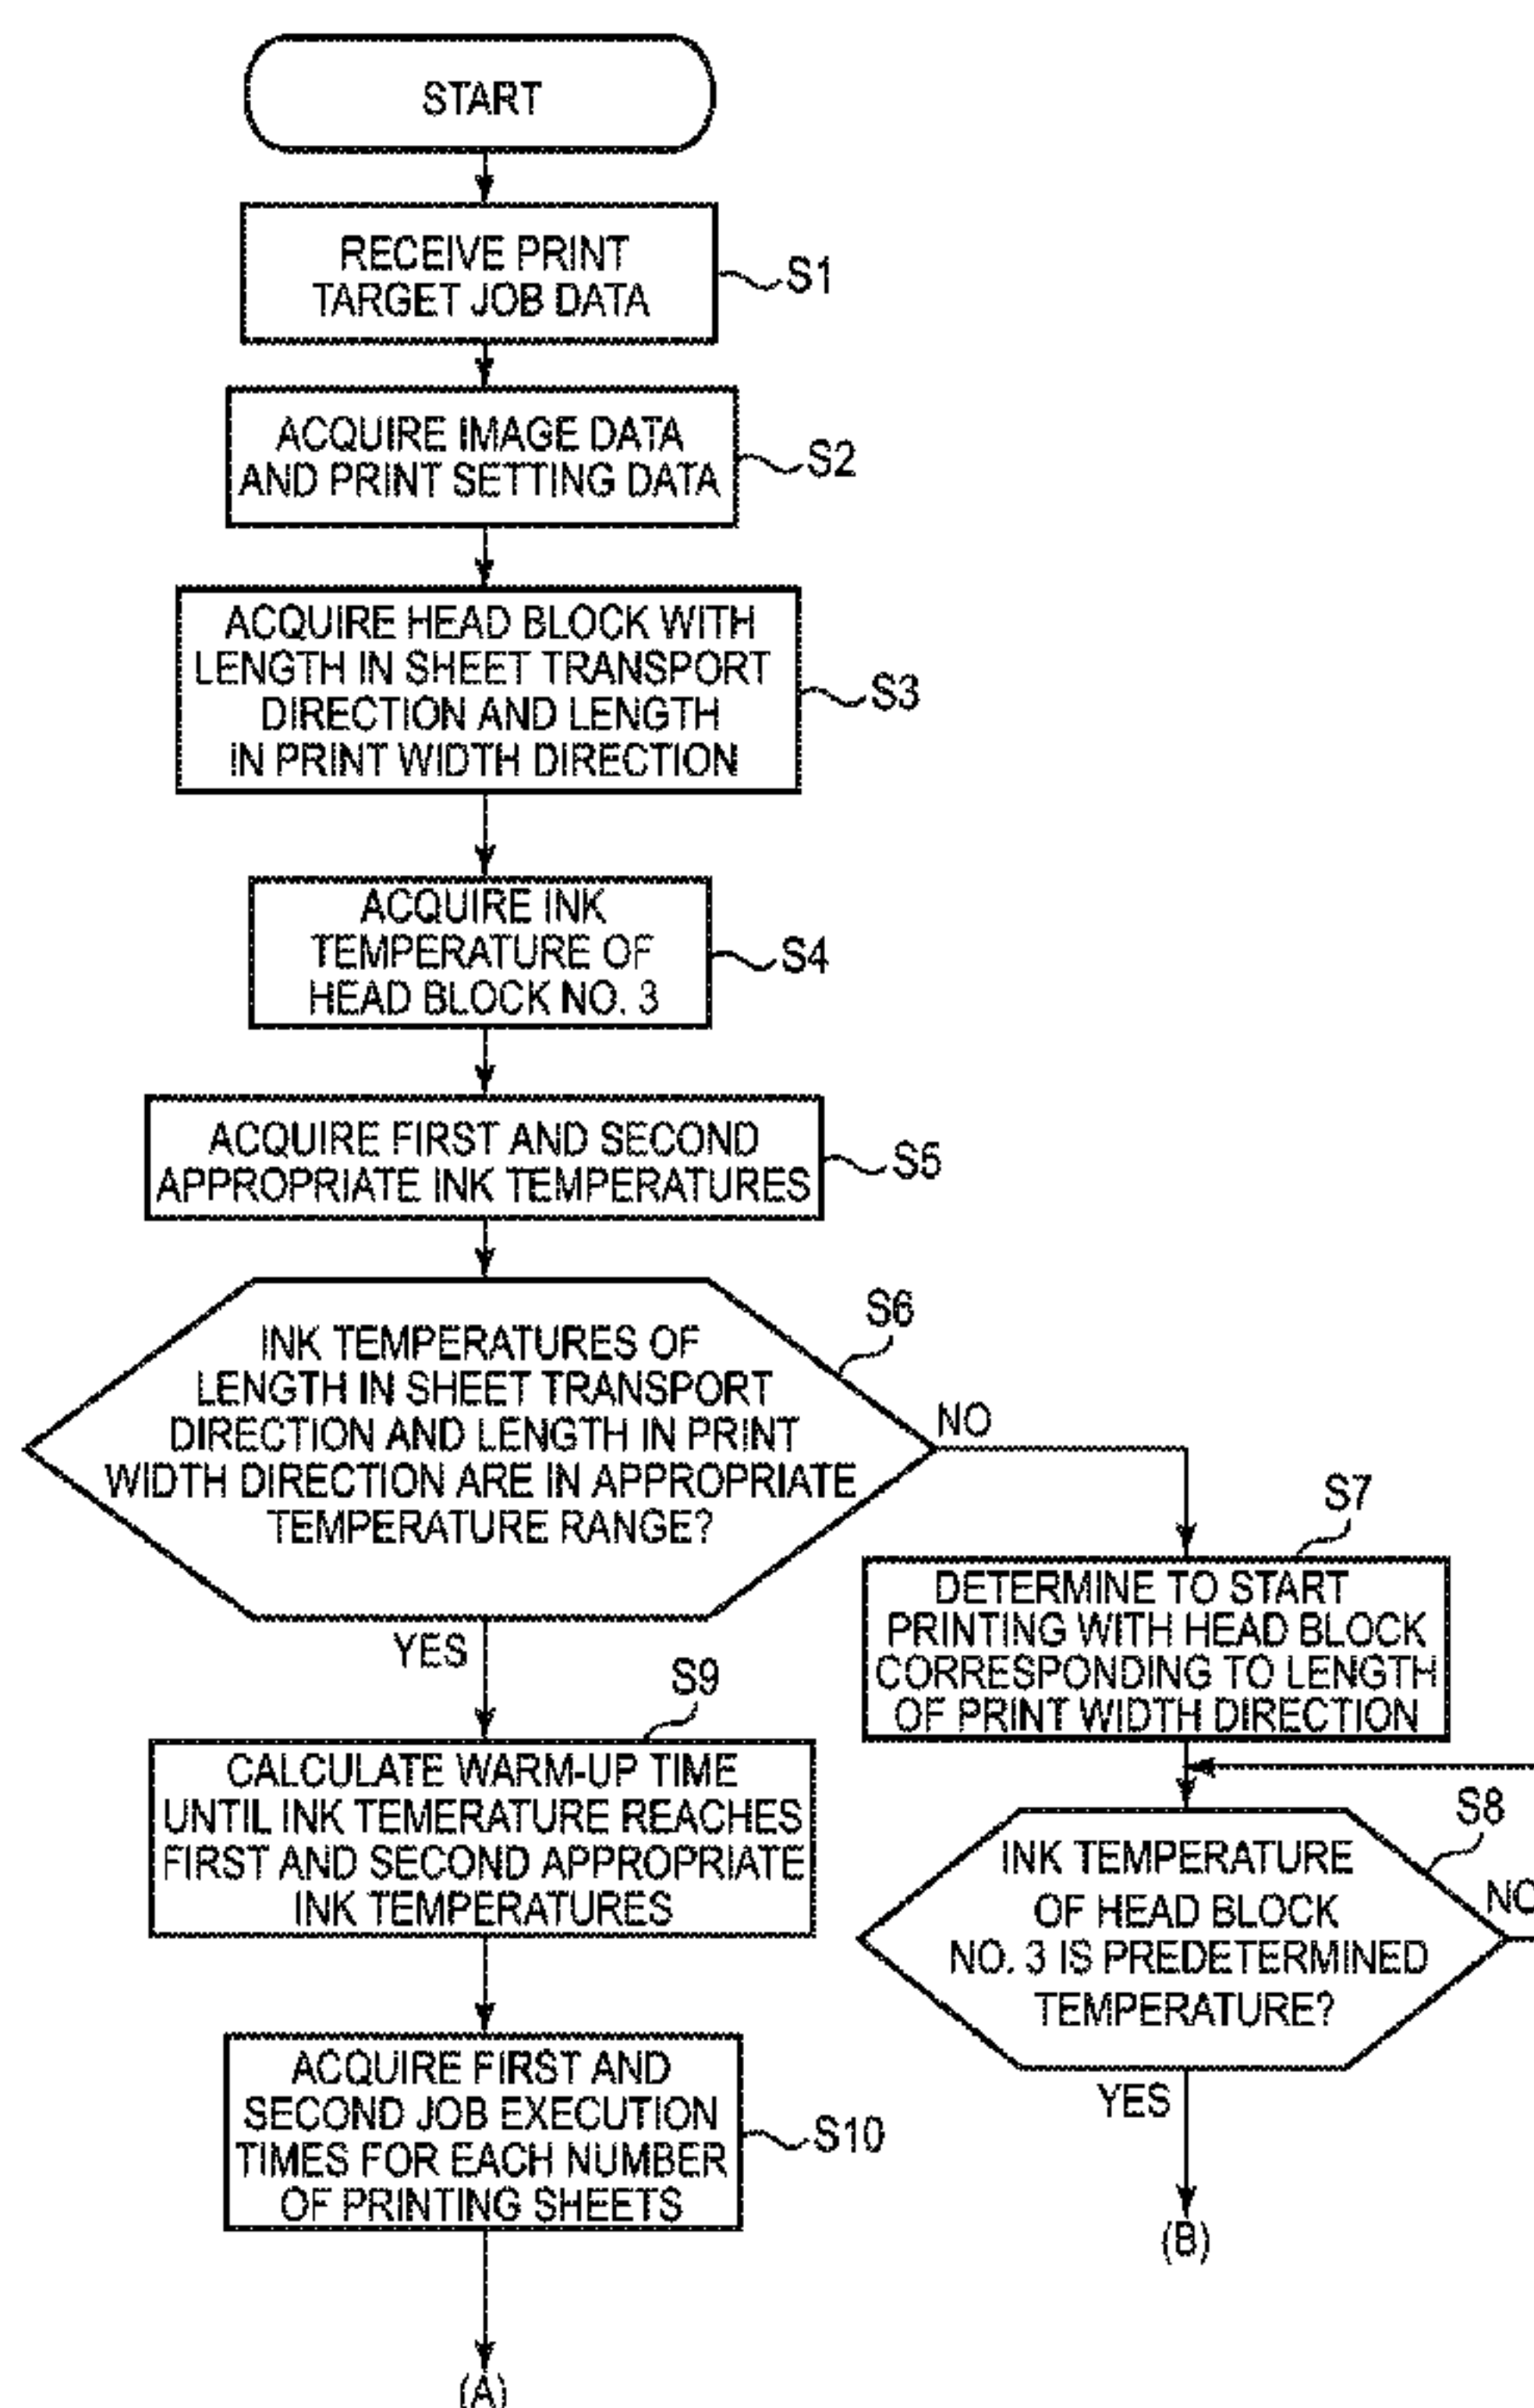 START
RECEIVE PRINT
TARGET JOB DATA
S1
ACQUIRE IMAGE DATA
AND PRINT SETTING DATA
S2
ACQUIRE HEAD BLOCK WITH
LENGTH IN SHEET TRANSPORT
DIRECTION AND LENGTH
IN PRINT WIDTH DIRECTION
S3
ACQUIRE INK
TEMPERATURE OF
HEAD BLOCK NO. 3
S4
ACQUIRE FIRST AND SECOND
APPROPRIATE INK TEMPERATURES
S5
INK TEMPERATURES OF
LENGTH IN SHEET TRANSPORT
DIRECTION AND LENGTH IN PRINT
WIDTH DIRECTION ARE IN APPROPRIATE
TEMPERATURE RANGE?
S6
NO
YES
S7
DETERMINE TO START
PRINTING WITH HEAD BLOCK
CORRESPONDING TO LENGTH
OF PRINT WIDTH DIRECTION
S9
CALCULATE WARM-UP TIME
UNTIL INK TEMERATURE REACHES
FIRST AND SECOND APPROPRIATE
INK TEMPERATURES
S8
INK TEMPERATURE
OF HEAD BLOCK
NO. 3 IS PREDETERMINED
TEMPERATURE?
NO
YES
ACQUIRE FIRST AND
SECOND JOB EXECUTION
TIMES FOR EACH NUMBER
OF PRINTING SHEETS
S10
(B)
(A)